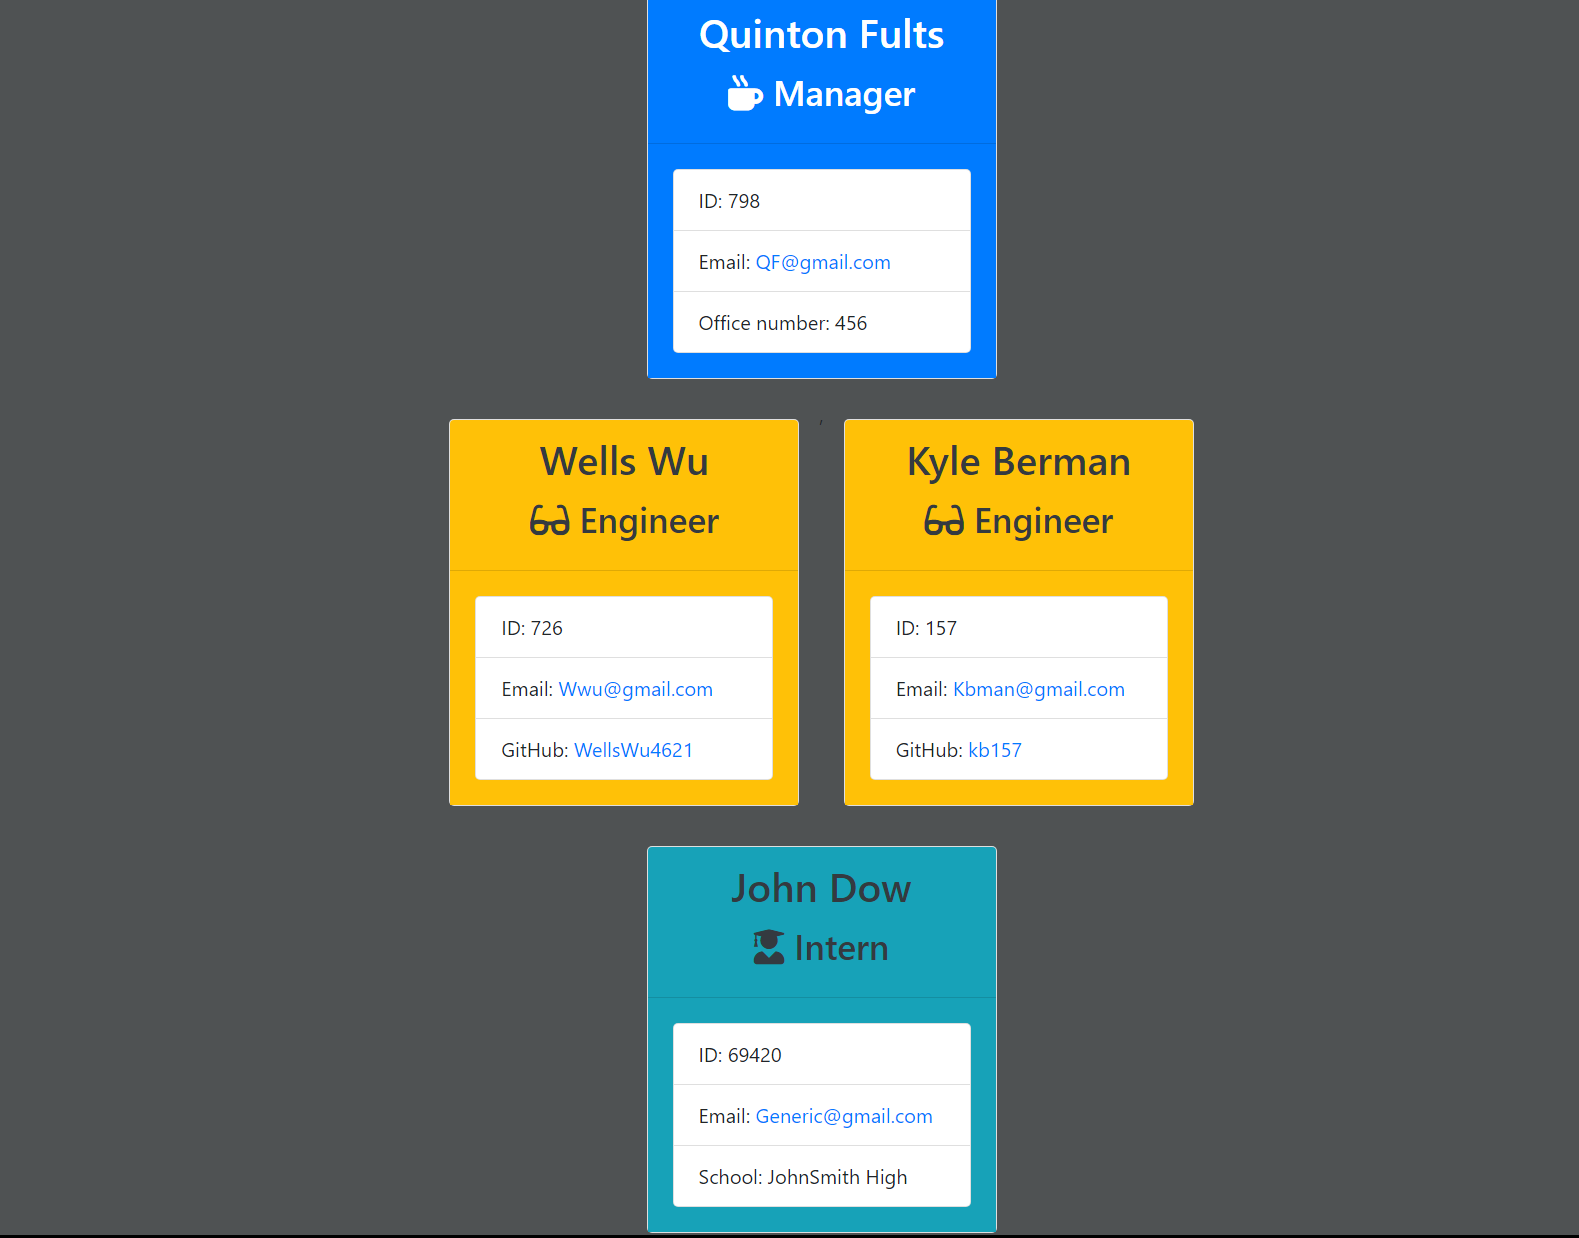 Quinton Fults
Manager
ID: 798
Email: QF@gmail.com
Office number: 456
,
Wells Wu
Engineer
ID: 726
Email: Wwu@gmail.com
GitHub: WellsWu4621
Kyle Berman
Engineer
ID: 157
Email: Kbman@gmail.com
GitHub: kb157
John Dow
Intern
ID: 69420
Email: Generic@gmail.com
School: JohnSmith High